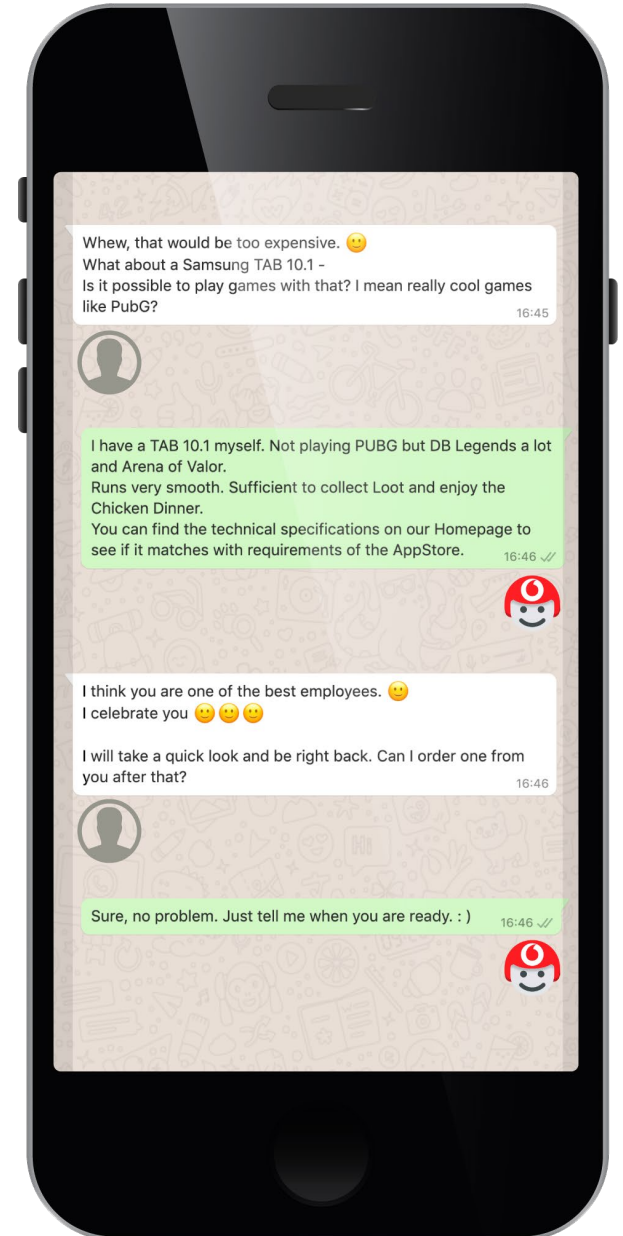 Whew, that would be too expensive. 🙂
What about a Samsung TAB 10.1 -
Is it possible to play games with that? I mean really cool games
like PubG?
16:45
I have a TAB 10.1 myself. Not playing PUBG but DB Legends a lot
and Arena of Valor.
Runs very smooth. Sufficient to collect Loot and enjoy the
Chicken Dinner.
You can find the technical specifications on our Homepage to
see if it matches with requirements of the AppStore.
16:46
I think you are one of the best employees. 🙂
I celebrate you 🙂🙂🙂
I will take a quick look and be right back. Can I order one from
you after that?
16:46
Sure, no problem. Just tell me when you are ready. : )
16:46